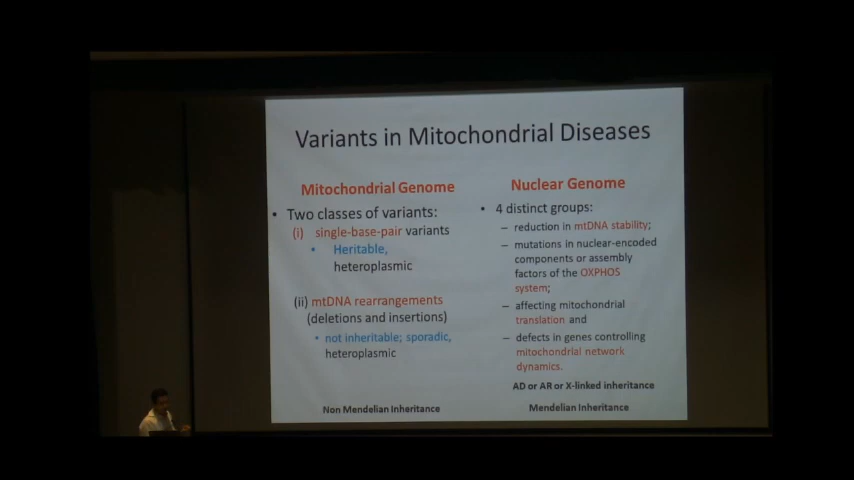 Variants in Mitochondrial Diseases
Mitochondrial Genome
• Two classes of variants:
(i) single-base-pair variants
• Heritable,
heteroplasmic
(ii) mtDNA rearrangements
(deletions and insertions)
• not inheritable; sporadic,
heteroplasmic
Non Mendelian Inheritance
Nuclear Genome
• 4 distinct groups:
– reduction in mtDNA stability;
– mutations in nuclear-encoded
components or assembly
factors of the OXPHOS
system;
– affecting mitochondrial
translation and
– defects in genes controlling
mitochondrial network
dynamics.
AD or AR or X-linked inheritance
Mendelian Inheritance